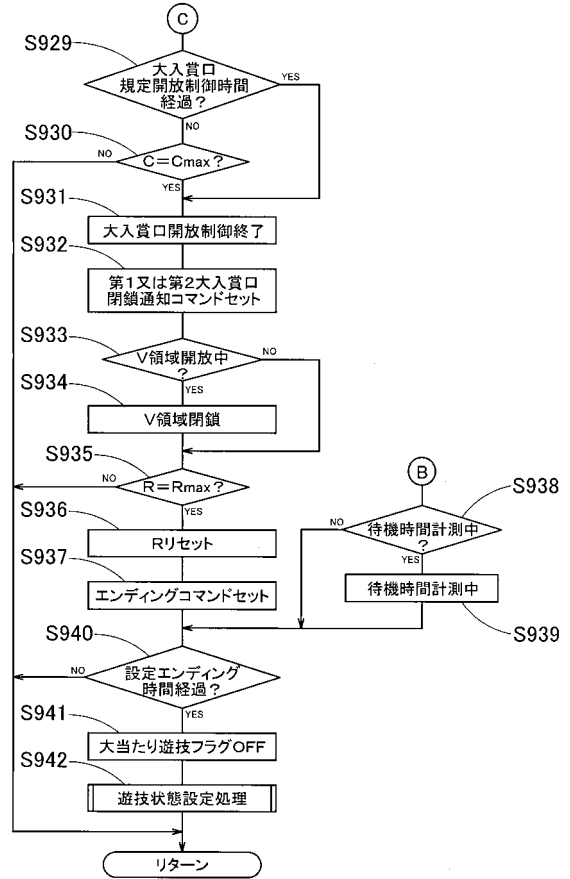 C
S929
大入賞口
規定開放制御時間
経過？
YES
NO
S930
C＝Cmax？
NO
YES
S931
大入賞口開放制御終了
S932
第1又は第2大入賞口
閉鎖通知コマンドセット
S933
V領域開放中
？
NO
YES
S934
V領域閉鎖
S935
R＝Rmax？
NO
YES
S936
Rリセット
S937
エンディングコマンドセット
B
S938
待機時間計測中
？
NO
YES
待機時間計測中
S939
S940
設定エンディング
時間経過？
NO
YES
S941
大当たり遊技フラグOFF
S942
遊技状態設定処理
リターン